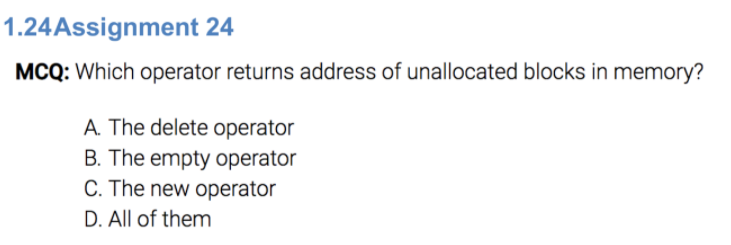 1.24Assignment 24
MCQ: Which operator returns address of unallocated blocks in memory?
A. The delete operator
B. The empty operator
C. The new operator
D. All of them